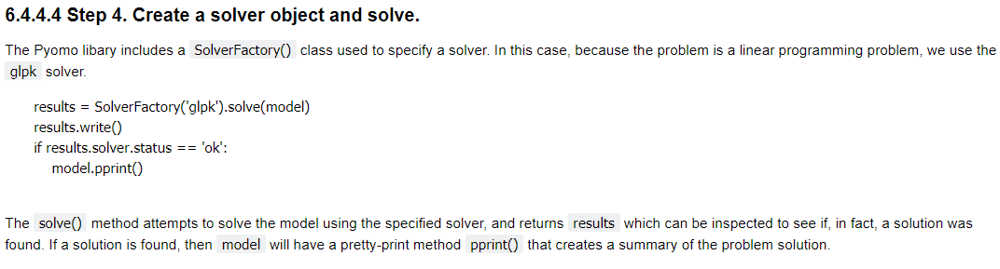 6.4.4.4 Step 4. Create a solver object and solve.
The Pyomo libary includes a SolverFactory() class used to specify a solver. In this case, because the problem is a linear programming problem, we use the
glpk solver.
results = SolverFactory('glpk').solve(model)
results.write()
if results.solver.status == 'ok':
model.pprint()
The solve() method attempts to solve the model using the specified solver, and returns results which can be inspected to see if, in fact, a solution was
found. If a solution is found, then model will have a pretty-print method pprint() that creates a summary of the problem solution.